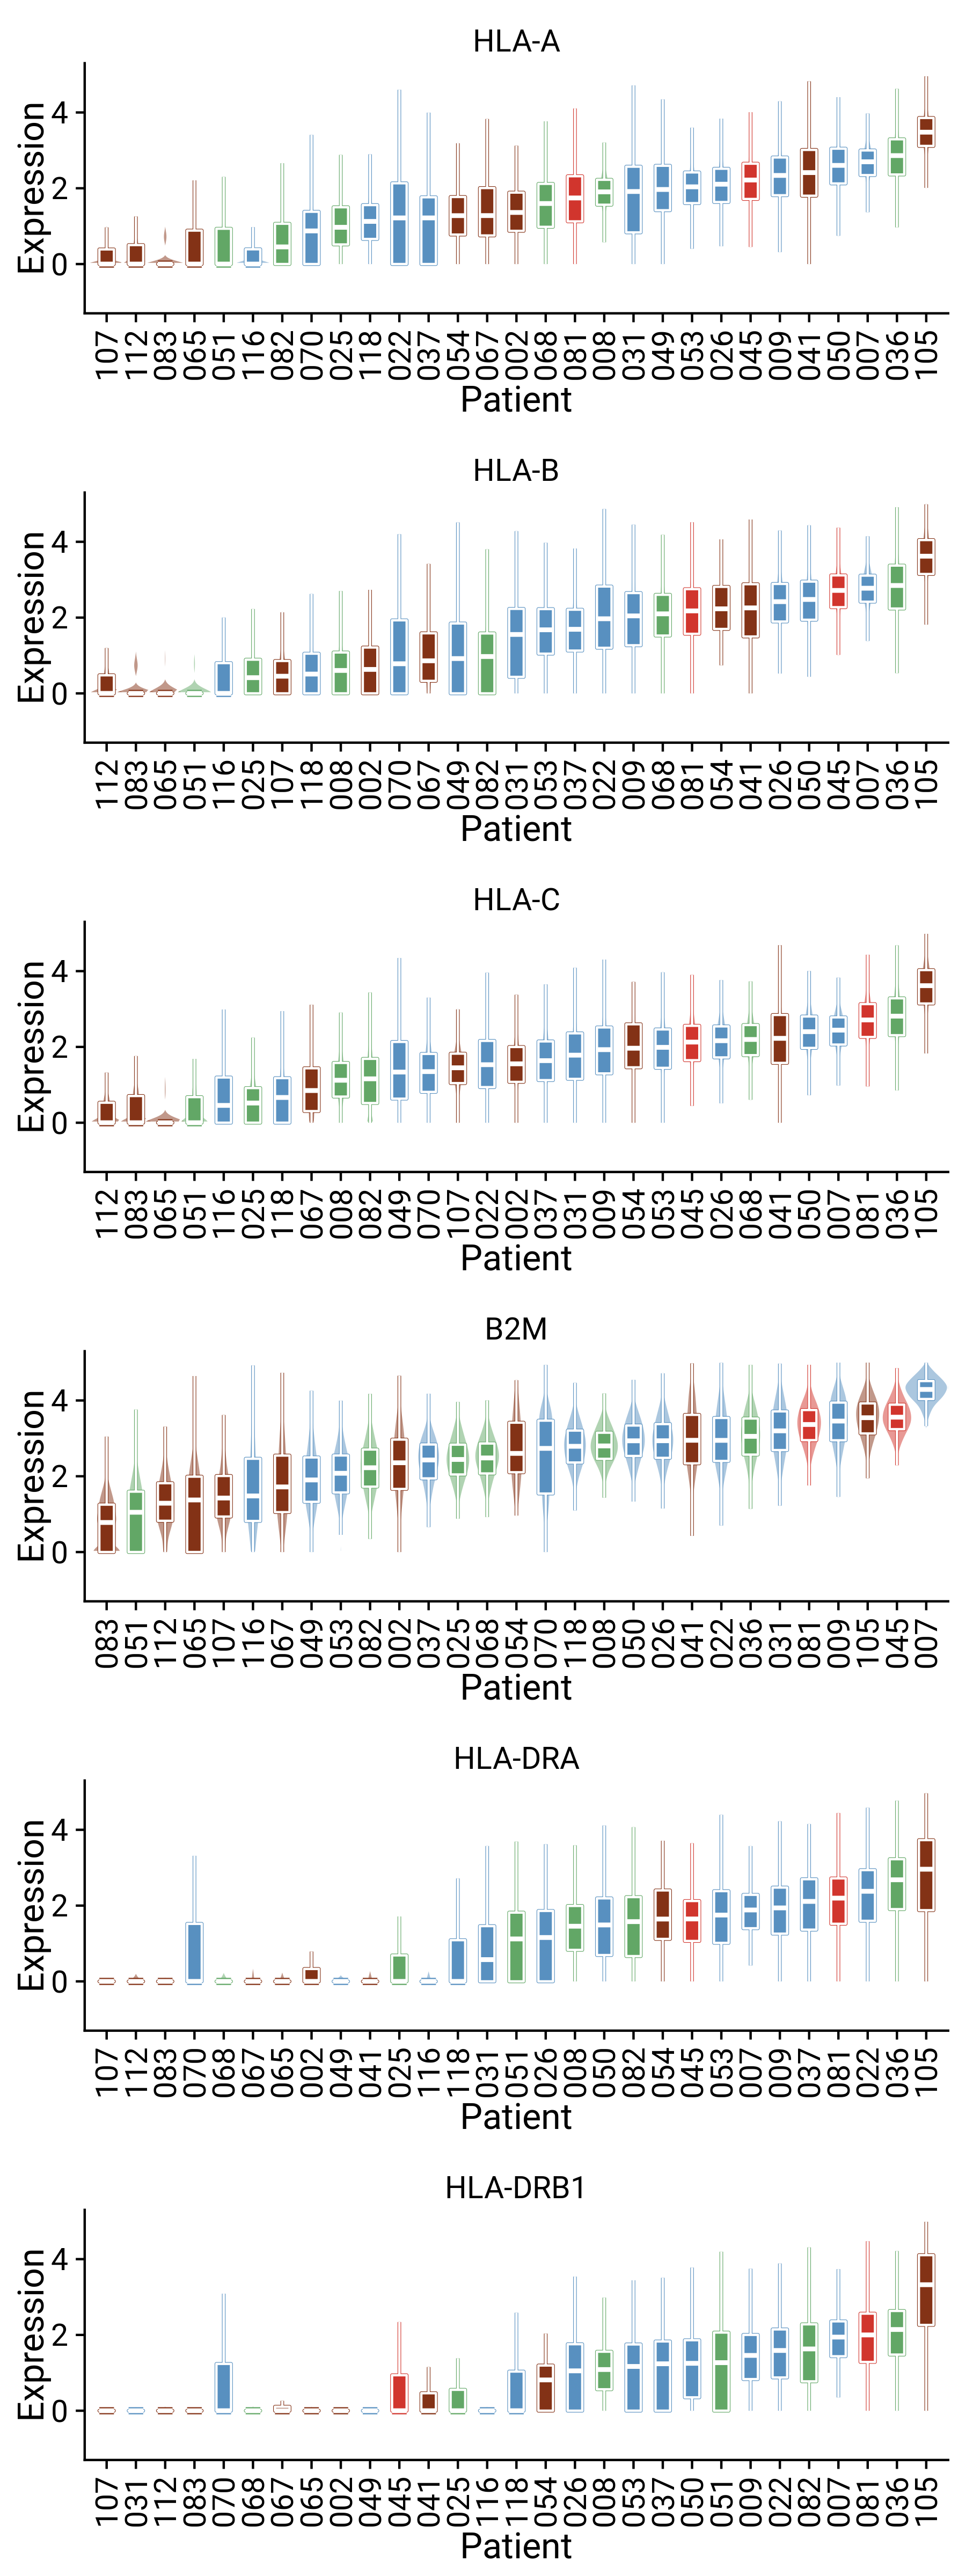 HLA-A
Expression
4
2
0
107 112 083 065 051 116 082 070 025 118 022 037 054 067 002 068 081 008 031 049 053 026 045 009 041 050 007 036 105
Patient
HLA-B
Expression
4
2
0
112 083 065 051 116 025 107 118 008 002 070 067 049 082 031 053 037 022 009 068 081 054 041 026 050 045 007 036 105
Patient
HLA-C
Expression
4
2
0
112 083 065 051 116 025 118 067 008 082 049 070 107 022 002 037 031 009 054 053 045 026 068 041 050 007 081 036 105
Patient
B2M
Expression
4
2
0
083 051 112 065 107 116 067 049 053 082 002 037 025 068 054 070 118 008 050 026 041 022 036 031 081 009 105 045 007
Patient
HLA-DRA
Expression
4
2
0
107 112 083 070 068 067 065 002 049 041 025 116 118 031 051 026 008 050 082 054 045 053 007 009 037 081 022 036 105
Patient
HLA-DRB1
Expression
4
2
0
107 031 112 083 070 068 067 065 002 049 045 041 025 116 118 054 026 008 053 037 050 051 009 022 082 007 081 036 105
Patient